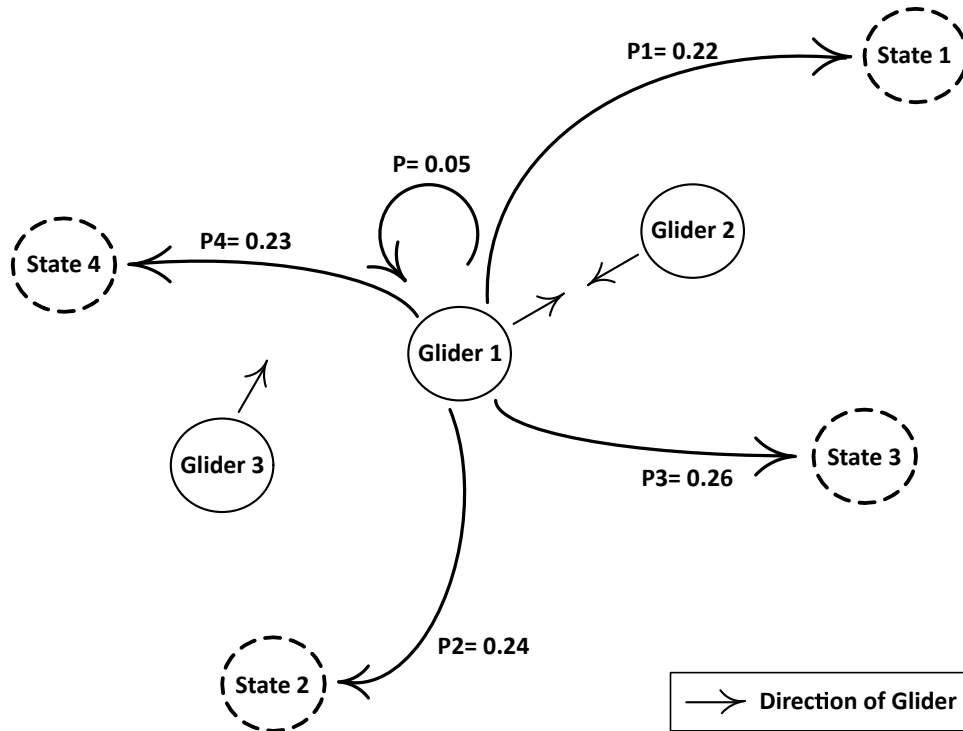 P1= 0.22
State 1
P= 0.05
Glider 2
P4= 0.23
State 4
Glider 1
Glider 3
State 3
P3= 0.26
P2= 0.24
State 2
Direction of Glider